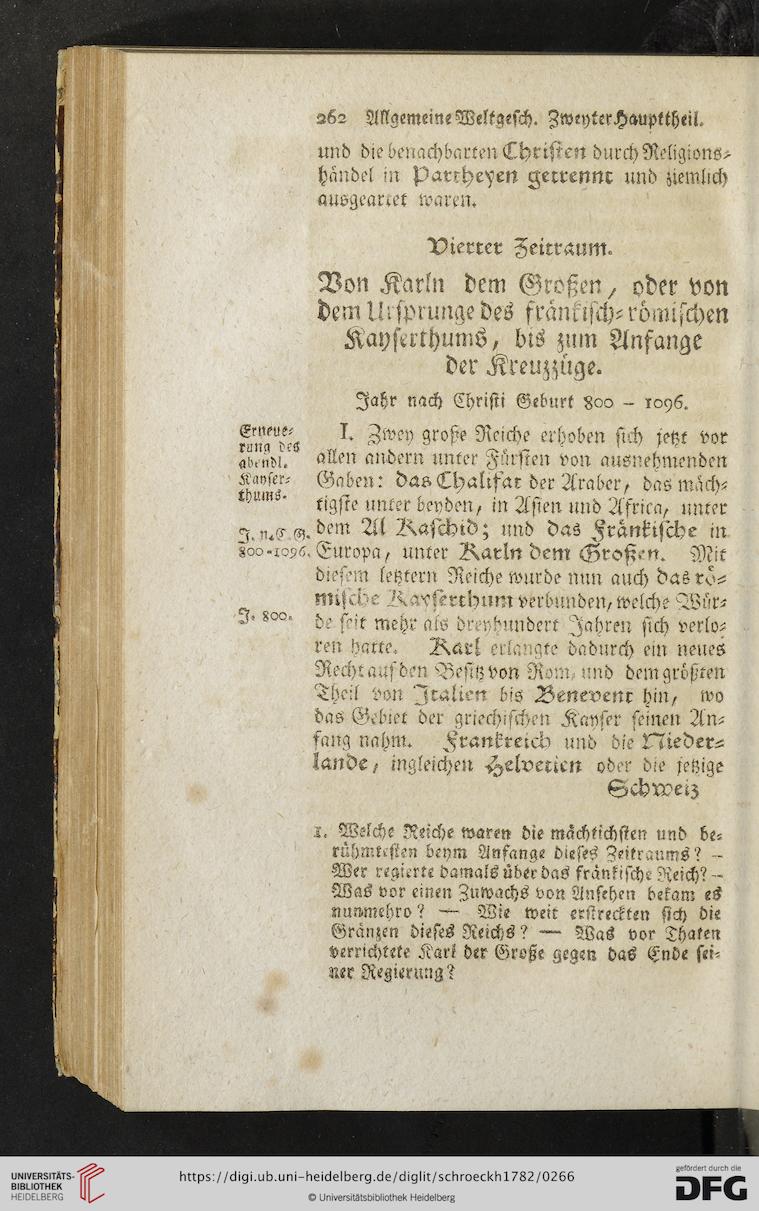 262 Allgemeine Weltgesch. Zweyter Haupttheil.
und die benachbarten Christen durch Religions-
händel in Partheyen getrennt und ziemlich
ausgeartet waren.
Vierter Zeitraum.
Von Karln dem Großen, oder von
dem Ursprunge des fränkisch-römischen
Kayserthums, bis zum Anfange
der Kreuzzüge.
Jahr nach Christi Geburt 800 – 1096.
Erneue-
rung des
abendl.
Kayser-
thums.
J. n. C. G.
800-1096.
J. 800.
I. Zwey große Reiche erhoben sich jetzt vor
allen andern unter Fürsten von ausnehmenden
Gaben: das Chalifat der Araber, das mäch-
tigste unter beyden, in Asien und Africa, unter
dem Al Raschid; und das Fränkische in
Europa, unter Karln dem Großen. Mit
diesem letztern Reiche wurde nun auch das rö-
mische Kayserthum verbunden, welche Wür-
de seit mehr als dreyhundert Jahren sich verlo-
ren hatte. Karl erlangte dadurch ein neues
Recht auf den Besitz von Rom, und dem größten
Theil von Italien bis Benevent hin, wo
das Gebiet der griechischen Kayser seinen An-
fang nahm. Frankreich und die Nieder-
lande, ingleichen Helvetien oder die jetzige
Schweiz
1. Welche Reiche waren die mächtichsten und be-
rühmtesten beym Anfange dieses Zeitraums? –
Wer regierte damals über das fränkische Reich? –
Was vor einen Zuwachs von Ansehen bekam es
nunmehro? — Wie weit erstreckten sich die
Gränzen dieses Reichs? — Was vor Thaten
verrichtete Karl der Große gegen das Ende sei-
ner Regierung?
UNIVERSITÄTS-
BIBLIOTHEK
HEIDELBERG
https://digi.ub.uni-heidelberg.de/diglit/schroeckh1782/0266
© Universitätsbibliothek Heidelberg
gefördert durch die
DFG